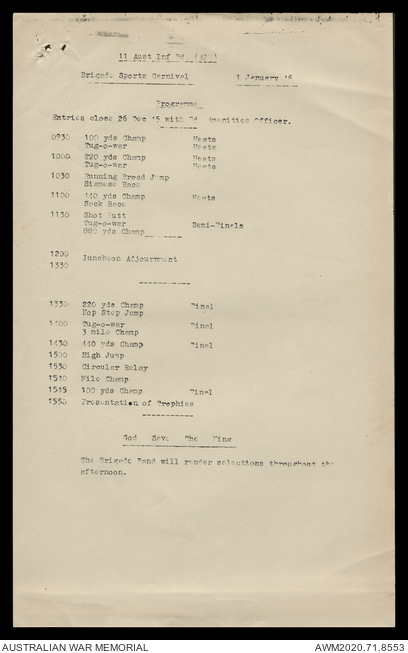 11 Aust Inf Bd. (AIF)
Brigade Sports Carnival 1 January 46
Programme
Entries close 26 Dec 45 with Bd Amenities Officer.
0930 100 yds Champ Heats
Tug-o-war Heats
1000 220 yds Champ Heats
Tug-o-war Heats
1030 Running Broad Jump
Siamese Race
1100 440 yds Champ Heats
Sack Race
1130 Shot Putt
Tug-o-war Semi-Finals
880 yds Champ
1200
Luncheon Adjournment
1330
1330 220 yds Champ Final
Hop Step Jump
1400 Tug-o-war Final
3 mile Champ
1430 440 yds Champ Final
1500 High Jump
1530 Circular Relay
1540 Mile Champ
1545 100 yds Champ Final
1550 Presentation of Trophies
God Save The King
The Brigade Band will render selections throughout the
afternoon.
AUSTRALIAN WAR MEMORIAL AWM2020.71.8553